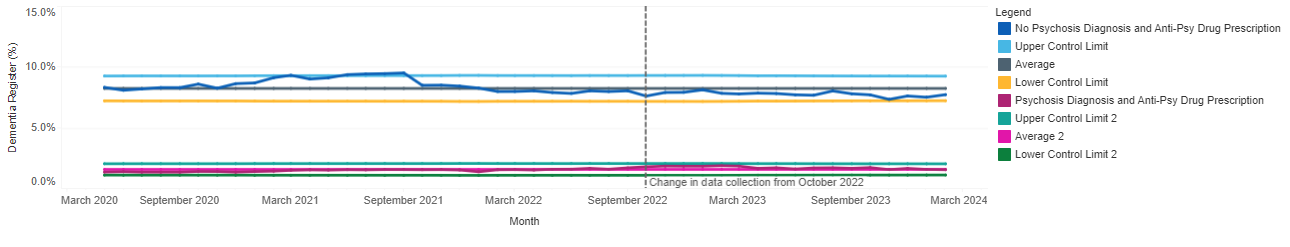 15.0%
10.0%
5.0%
0.0%
Dementia Register (%)
Change in data collection from October 2022
March 2020 September 2020 March 2021 September 2021 March 2022 September 2022 March 2023 September 2023 March 2024
Month
Legend
No Psychosis Diagnosis and Anti-Psy Drug Prescription
Upper Control Limit
Average
Lower Control Limit
Psychosis Diagnosis and Anti-Psy Drug Prescription
Upper Control Limit 2
Average 2
Lower Control Limit 2